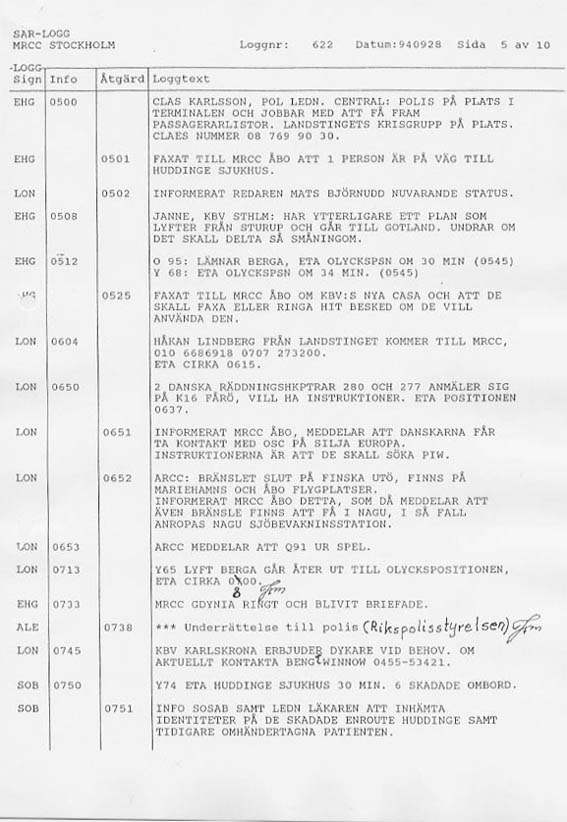 SAR-LOGG
MRCC STOCKHOLM Loggnr: 622 Datum:940928 Sida 5 av 10
LOGG
Sign Info Åtgärd Loggtext
EHG 0500 CLAS KARLSSON, POL LEDN. CENTRAL: POLIS PÅ PLATS I
TERMINALEN OCH JOBBAR MED ATT FÅ FRAM
PASSAGERARLISTOR. LANDSTINGETS KRISGRUPP PÅ PLATS.
CLAES NUMMER 08 769 90 30.
EHG 0501 FAXAT TILL MRCC ÅBO ATT 1 PERSON ÄR PÅ VÄG TILL
HUDDINGE SJUKHUS.
LON 0502 INFORMERAT REDAREN MATS BJÖRNUDD NUVARANDE STATUS.
EHG 0508 JANNE, KBV STHLM: HAR YTTERLIGARE ETT PLAN SOM
LYFTER FRÅN STURUP OCH GÅR TILL GOTLAND. UNDRAR OM
DET SKALL DELTA SÅ SMÅNINGOM.
EHG 0512 O 95: LÄMNAR BERGA, ETA OLYCKSPSN OM 30 MIN (0545)
Y 68: ETA OLYCKSPSN OM 34 MIN. (0545)
0525 FAXAT TILL MRCC ÅBO OM KBV:S NYA CASA OCH ATT DE
SKALL FAXA ELLER RINGA HIT BESKED OM DE VILL
ANVÄNDA DEN.
LON 0604 HÅKAN LINDBERG FRÅN LANDSTINGET KOMMER TILL MRCC,
010 6686918 0707 273200.
ETA CIRKA 0615.
LON 0650 2 DANSKA RÄDDNINGSHKPTRAR 280 OCH 277 ANMÄLER SIG
PÅ K16 FÅRÖ, VILL HA INSTRUKTIONER. ETA POSITIONEN
0637.
LON 0651 INFORMERAT MRCC ÅBO, MEDDELAR ATT DANSKARNA FÅR
TA KONTAKT MED OSC PÅ SILJA EUROPA.
INSTRUKTIONERNA ÄR ATT DE SKALL SÖKA PIW.
LON 0652 ARCC: BRÄNSLET SLUT PÅ FINSKA UTÖ, FINNS PÅ
MARIEHAMNS OCH ÅBO FLYGPLATSER.
INFORMERAT MRCC ÅBO DETTA, SOM DÅ MEDDELAR ATT
ÄVEN BRÄNSLE FINNS ATT FÅ I NAGU, I SÅ FALL
ANROPAS NAGU SJÖBEVAKNINSSTATION.
LON 0653 ARCC MEDDELAR ATT Q91 UR SPEL.
LON 0713 Y65 LYFT BERGA GÅR ÅTER UT TILL OLYCKSPOSITIONEN,
ETA CIRKA 0X00.
8
EHG 0733 MRCC GDYNIA RINGT OCH BLIVIT BRIEFADE.
ALE 0738 *** Underrättelse till polis (Rikspolisstyrelsen)
LON 0745 KBV KARLSKRONA ERBJUDER DYKARE VID BEHOV. OM
AKTUELLT KONTAKTA BENGT WINNOW 0455-53421.
SOB 0750 Y74 ETA HUDDINGE SJUKHUS 30 MIN. 6 SKADADE OMBORD.
SOB 0751 INFO SOSAB SAMT LEDN LÄKAREN ATT INHÄMTA
IDENTITETER PÅ DE SKADADE ENROUTE HUDDINGE SAMT
TIDIGARE OMHÄNDERTAGNA PATIENTEN.